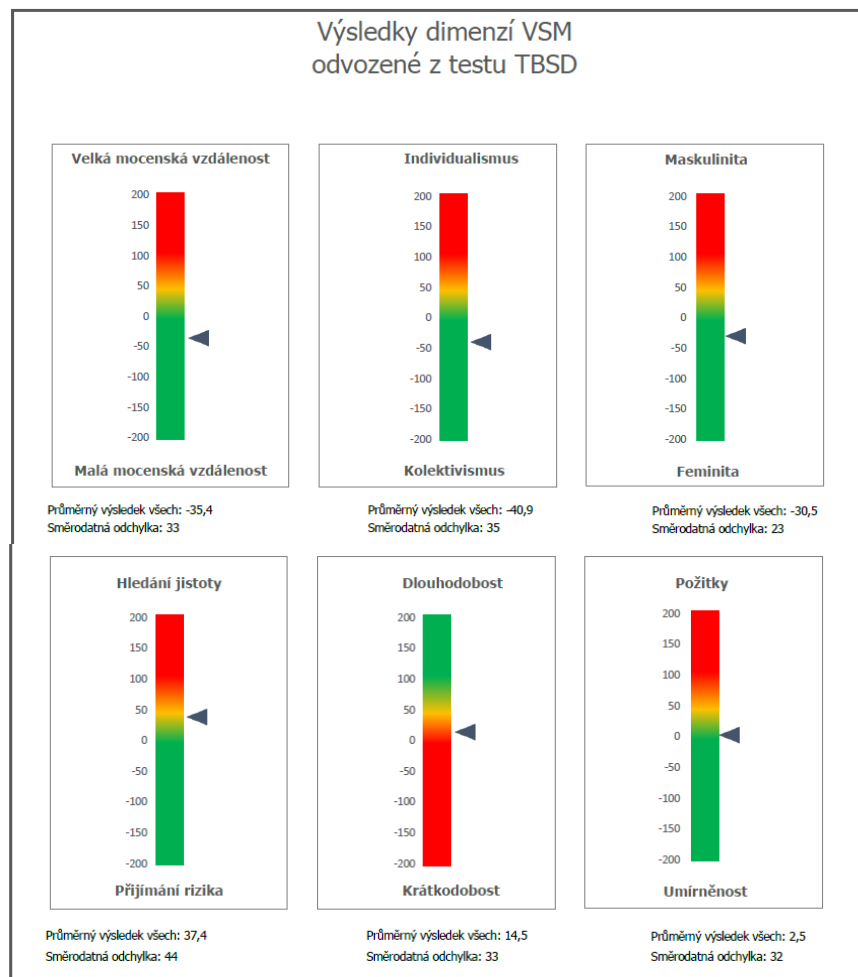 Výsledky dimenzí VSM
odvozené z testu TBSD
Velká mocenská vzdálenost
200
150
100
50
0
-50
-100
-150
-200
Malá mocenská vzdálenost
Průměrný výsledek všech: -35,4
Směrodatná odchylka: 33
Individualismus
200
150
100
50
0
-50
-100
-150
-200
Kolektivismus
Průměrný výsledek všech: -40,9
Směrodatná odchylka: 35
Maskulinita
200
150
100
50
0
-50
-100
-150
-200
Feminita
Průměrný výsledek všech: -30,5
Směrodatná odchylka: 23
Hledání jistoty
200
150
100
50
0
-50
-100
-150
-200
Přijímání rizika
Průměrný výsledek všech: 37,4
Směrodatná odchylka: 44
Dlouhodobost
200
150
100
50
0
-50
-100
-150
-200
Krátkodobost
Průměrný výsledek všech: 14,5
Směrodatná odchylka: 33
Požitky
200
150
100
50
0
-50
-100
-150
-200
Umírněnost
Průměrný výsledek všech: 2,5
Směrodatná odchylka: 32